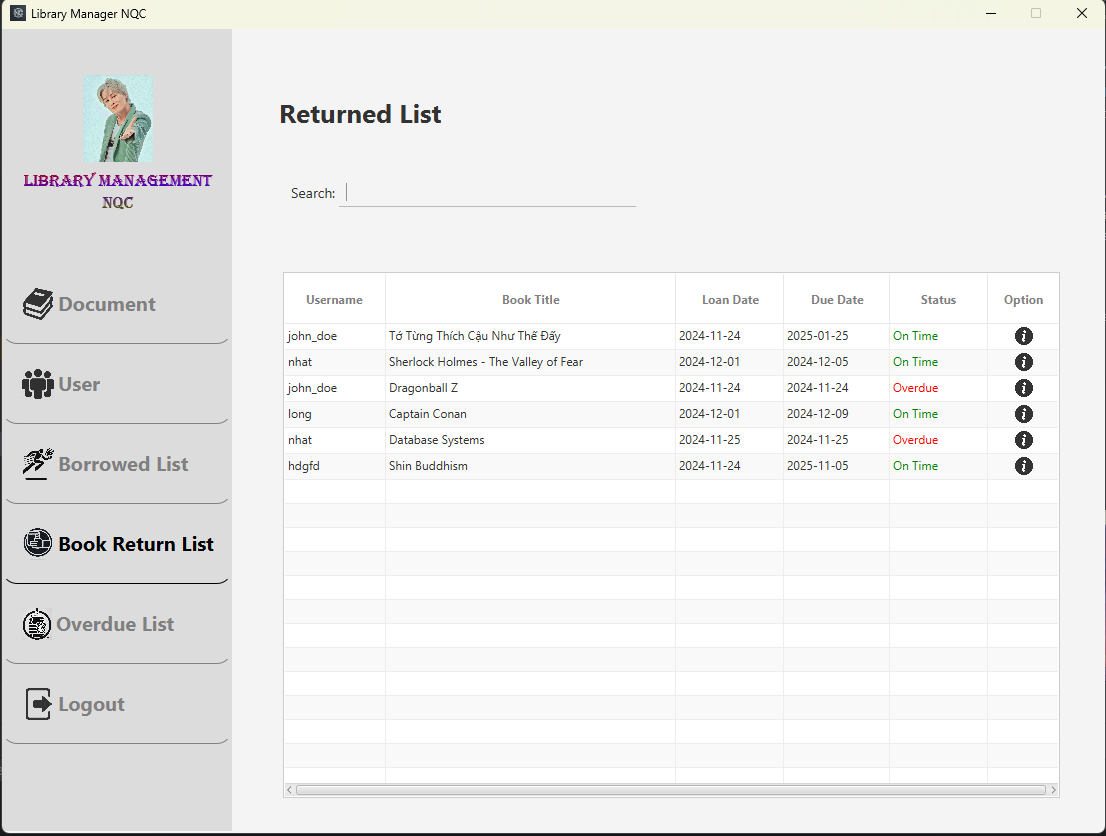 Library Manager NQC
LIBRARY MANAGEMENT
NQC
Document
User
Borrowed List
Book Return List
Overdue List
Logout
Returned List
Search:
Username Book Title Loan Date Due Date Status Option
john_doe Tớ Từng Thích Cậu Như Thế Đấy 2024-11-24 2025-01-25 On Time
nhat Sherlock Holmes - The Valley of Fear 2024-12-01 2024-12-05 On Time
john_doe Dragonball Z 2024-11-24 2024-11-24 Overdue
long Captain Conan 2024-12-01 2024-12-09 On Time
nhat Database Systems 2024-11-25 2024-11-25 Overdue
hdgfd Shin Buddhism 2024-11-24 2025-11-05 On Time